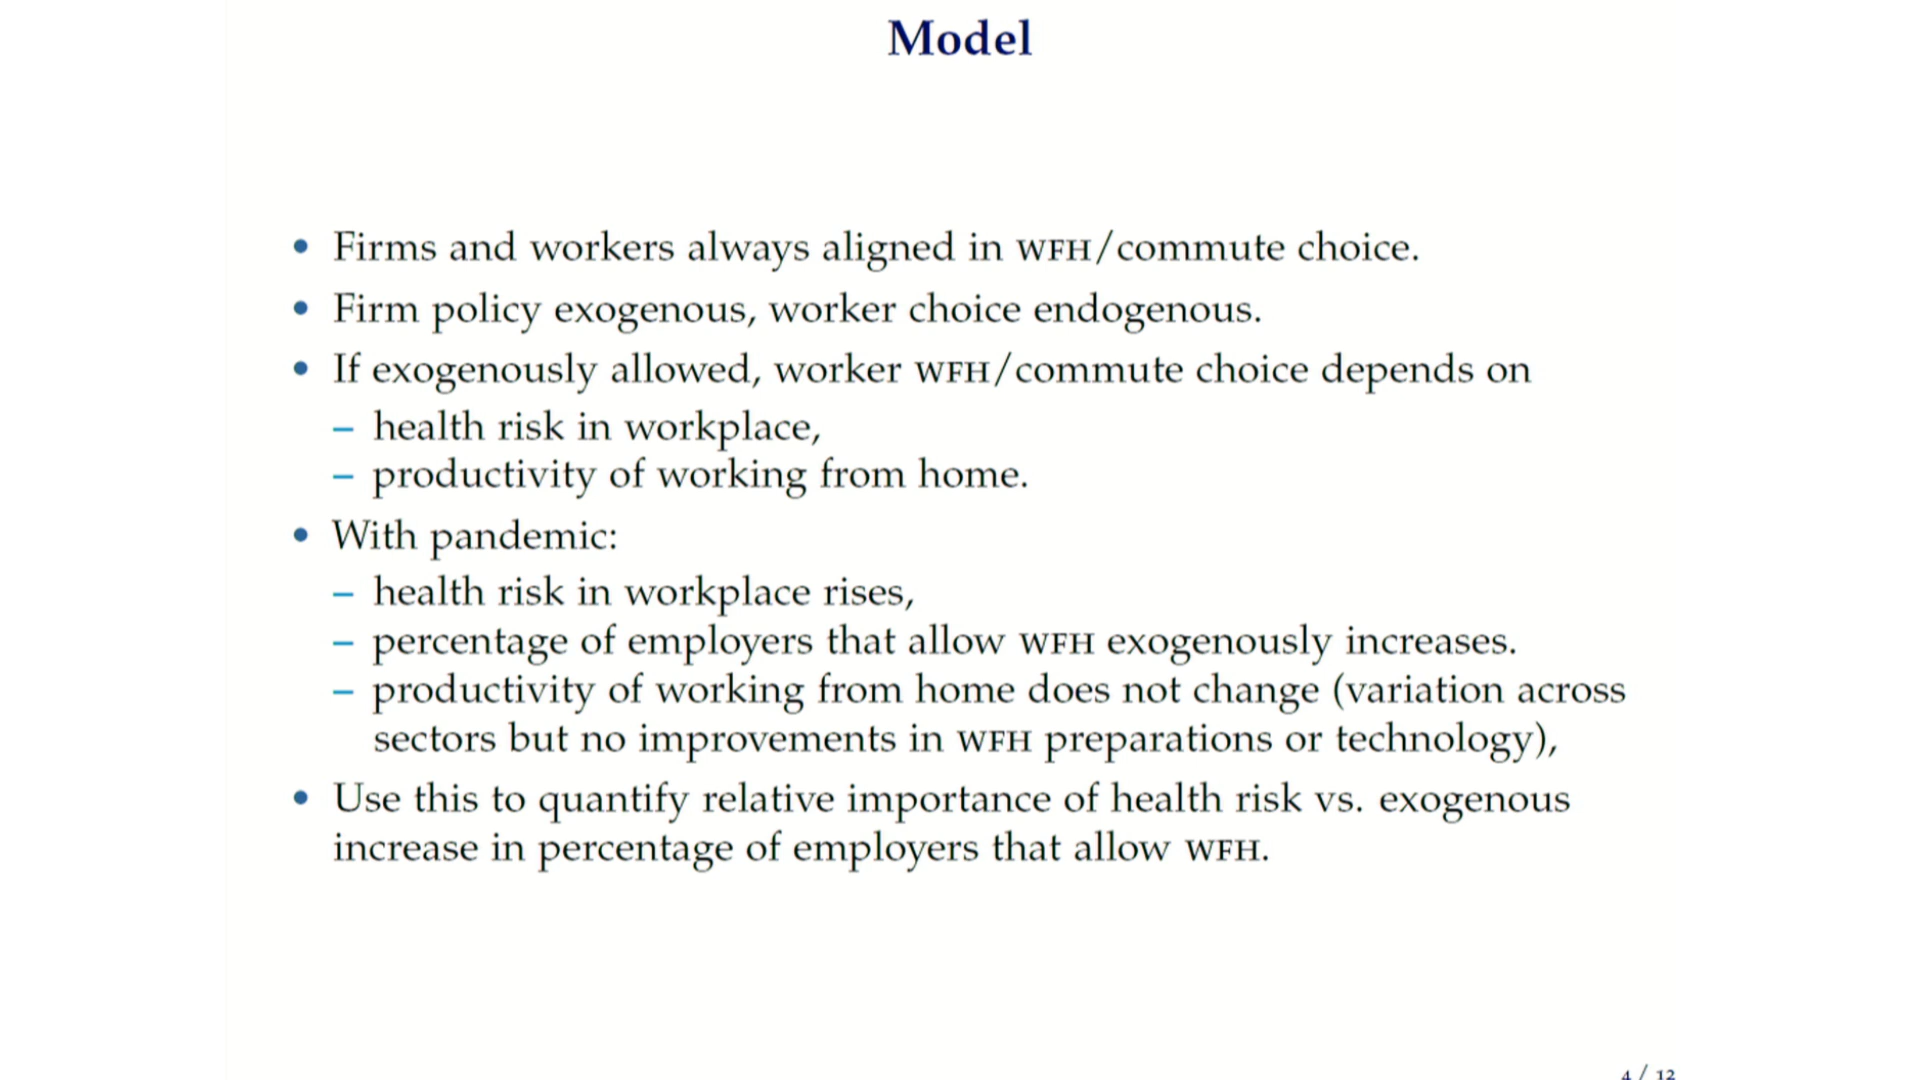 Model
• Firms and workers always aligned in WFH/commute choice.
• Firm policy exogenous, worker choice endogenous.
• If exogenously allowed, worker WFH/commute choice depends on
– health risk in workplace,
– productivity of working from home.
• With pandemic:
– health risk in workplace rises,
– percentage of employers that allow WFH exogenously increases.
– productivity of working from home does not change (variation across
sectors but no improvements in WFH preparations or technology),
• Use this to quantify relative importance of health risk vs. exogenous
increase in percentage of employers that allow WFH.
4 / 12